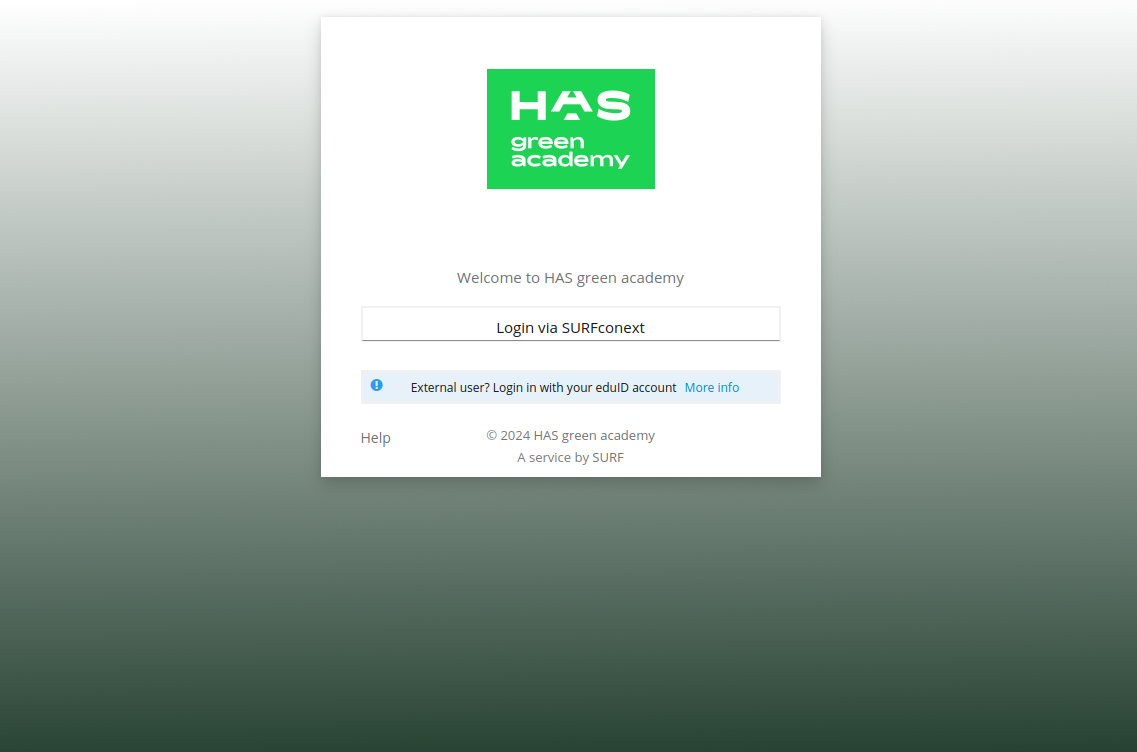 HAS
green
academy
Welcome to HAS green academy
Login via SURFconext
External user? Login in with your eduID account More info
Help
© 2024 HAS green academy
A service by SURF